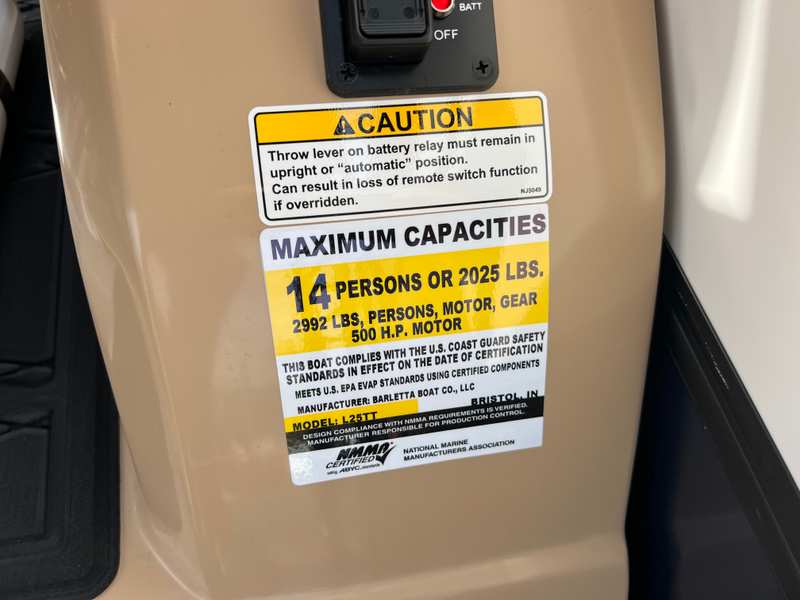 BATT
OFF
CAUTION
Throw lever on battery relay must remain in
upright or “automatic” position.
Can result in loss of remote switch function
if overridden.
NJ5049
MAXIMUM CAPACITIES
14 PERSONS OR 2025 LBS.
2992 LBS, PERSONS, MOTOR, GEAR
500 H.P. MOTOR
THIS BOAT COMPLIES WITH THE U.S. COAST GUARD SAFETY
STANDARDS IN EFFECT ON THE DATE OF CERTIFICATION
MEETS U.S. EPA EVAP STANDARDS USING CERTIFIED COMPONENTS
MANUFACTURER: BARLETTA BOAT CO., LLC
BRISTOL, IN
MODEL: L25TT
DESIGN COMPLIANCE WITH NMMA REQUIREMENTS IS VERIFIED.
MANUFACTURER RESPONSIBLE FOR PRODUCTION CONTROL.
NMMA
CERTIFIED
using ABYC standards
NATIONAL MARINE
MANUFACTURERS ASSOCIATION